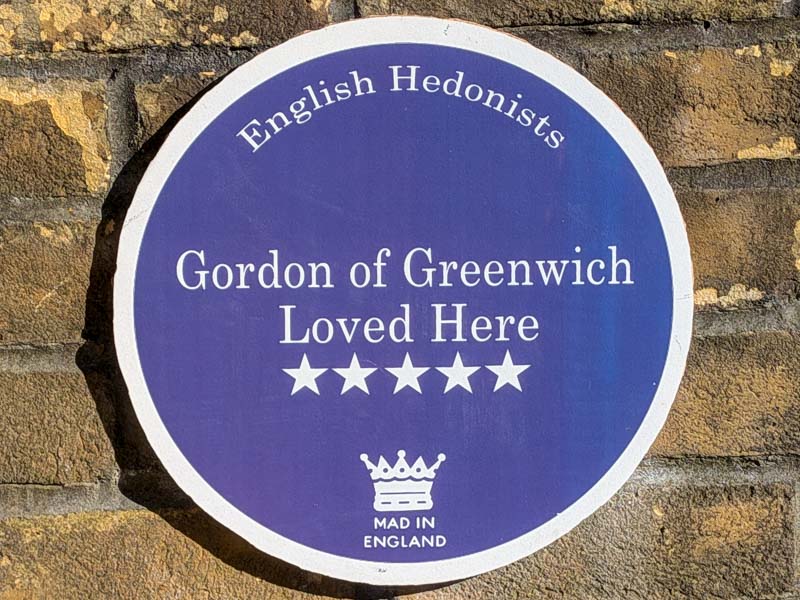 English Hedonists
Gordon of Greenwich
Loved Here
MAD IN
ENGLAND